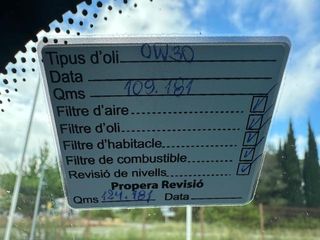 Tipus d'oli 0W30
Data
Qms 109.181
Filtre d'aire ✓
Filtre d'oli ✓
Filtre d'habitacle ✓
Filtre de combustible ✓
Revisió de nivells ✓
Propera Revisió
Qms 124.181 Data